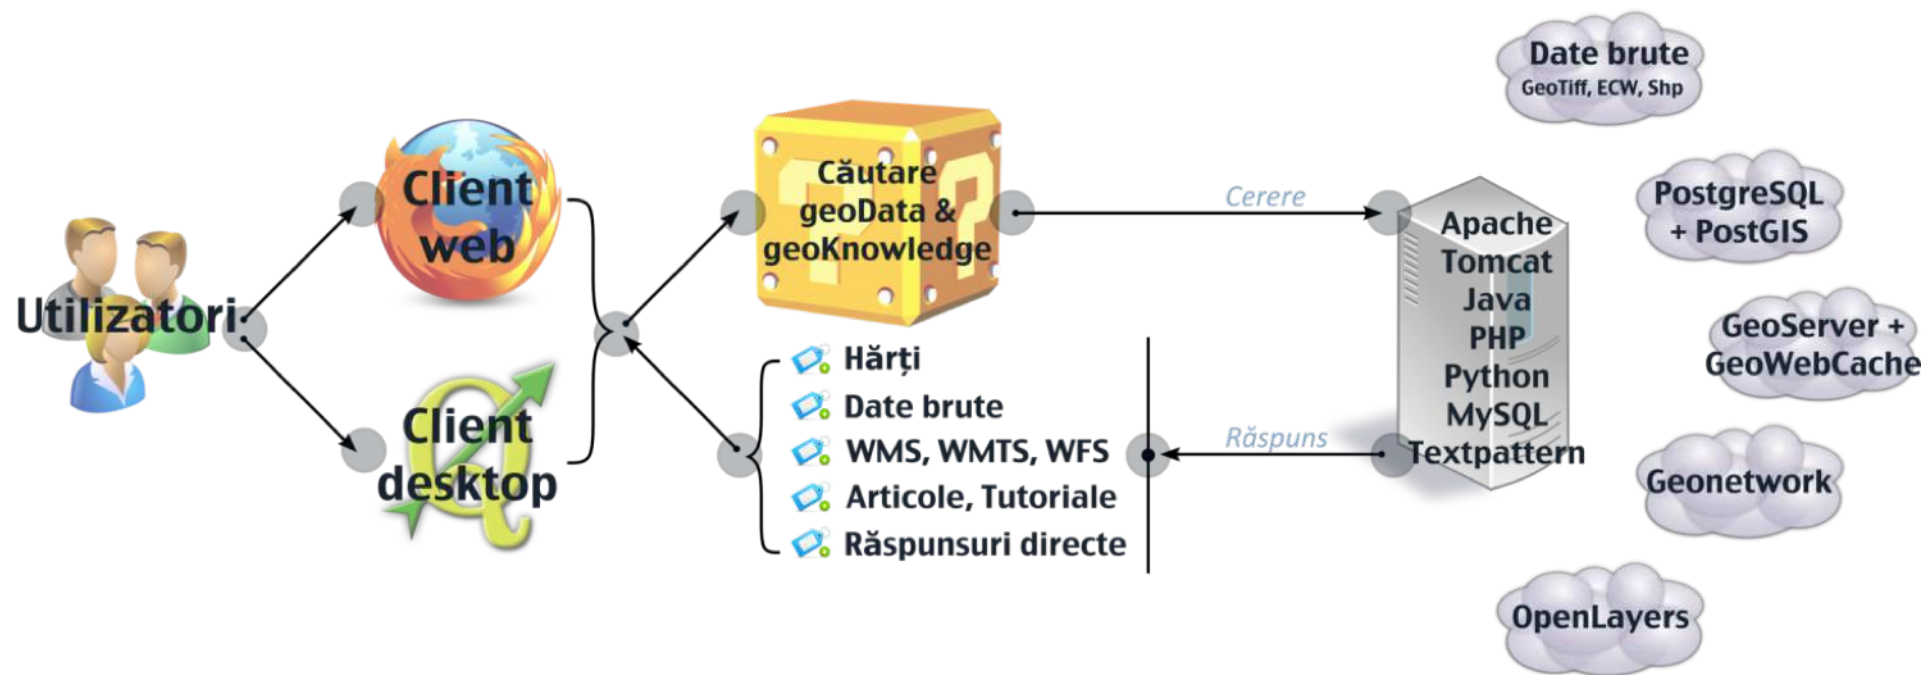 Utilizatori
Client
web
Client
desktop
Căutare
geoData &
geoKnowledge
Hărți
Date brute
WMS, WMTS, WFS
Articole, Tutoriale
Răspunsuri directe
Cerere
Răspuns
Apache
Tomcat
Java
PHP
Python
MySQL
Textpattern
Date brute
GeoTiff, ECW, Shp
PostgreSQL
+ PostGIS
GeoServer +
GeoWebCache
Geonetwork
OpenLayers